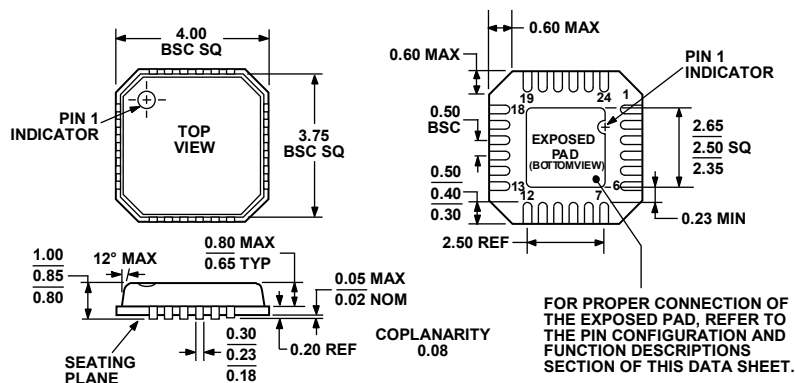 4.00
BSC SQ
PIN 1
INDICATOR
TOP
VIEW
3.75
BSC SQ
0.60 MAX
0.60 MAX
PIN 1
INDICATOR
19
24
1
18
0.50
BSC
EXPOSED
PAD
(BOTTOMVIEW)
2.65
2.50 SQ
2.35
0.50
0.40
0.30
13
12
7
6
0.23 MIN
2.50 REF
1.00
0.85
0.80
12° MAX
0.80 MAX
0.65 TYP
0.05 MAX
0.02 NOM
SEATING
PLANE
0.30
0.23
0.18
0.20 REF
COPLANARITY
0.08
FOR PROPER CONNECTION OF
THE EXPOSED PAD, REFER TO
THE PIN CONFIGURATION AND
FUNCTION DESCRIPTIONS
SECTION OF THIS DATA SHEET.